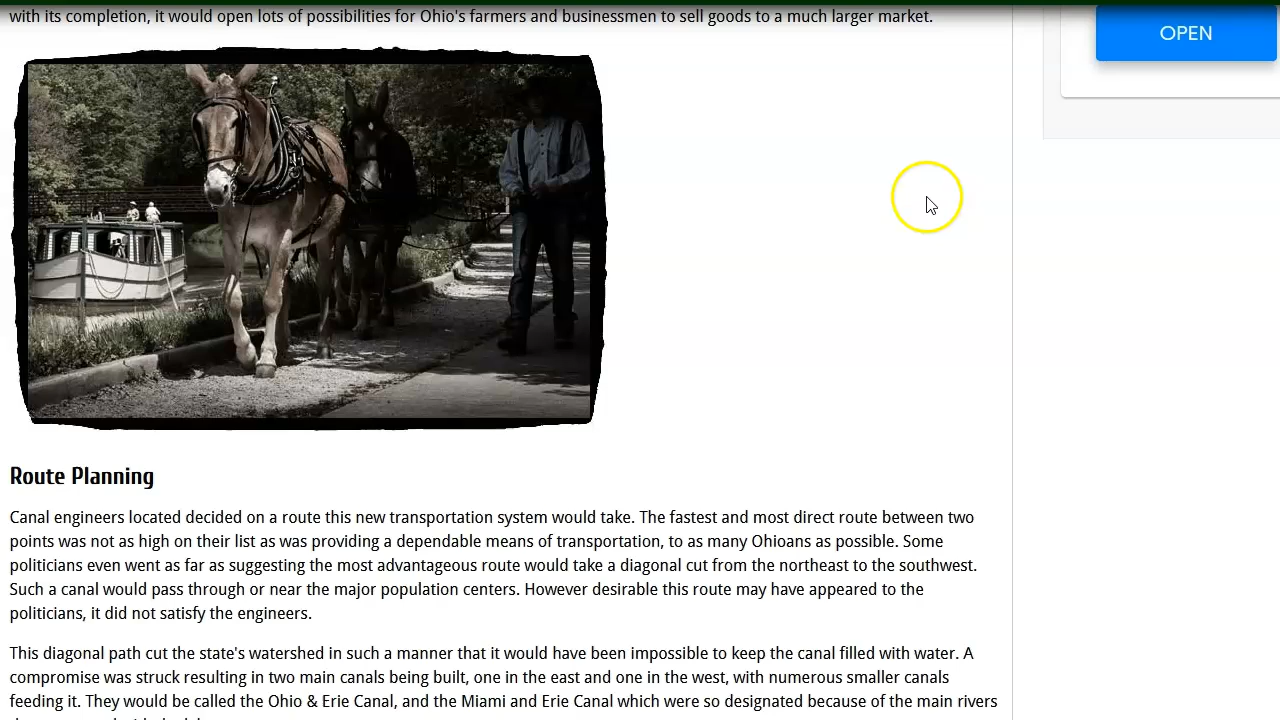 with its completion, it would open lots of possibilities for Ohio's farmers and businessmen to sell goods to a much larger market.
OPEN
Route Planning
Canal engineers located decided on a route this new transportation system would take. The fastest and most direct route between two
points was not as high on their list as was providing a dependable means of transportation, to as many Ohioans as possible. Some
politicians even went as far as suggesting the most advantageous route would take a diagonal cut from the northeast to the southwest.
Such a canal would pass through or near the major population centers. However desirable this route may have appeared to the
politicians, it did not satisfy the engineers.
This diagonal path cut the state's watershed in such a manner that it would have been impossible to keep the canal filled with water. A
compromise was struck resulting in two main canals being built, one in the east and one in the west, with numerous smaller canals
feeding it. They would be called the Ohio & Erie Canal, and the Miami and Erie Canal which were so designated because of the main rivers